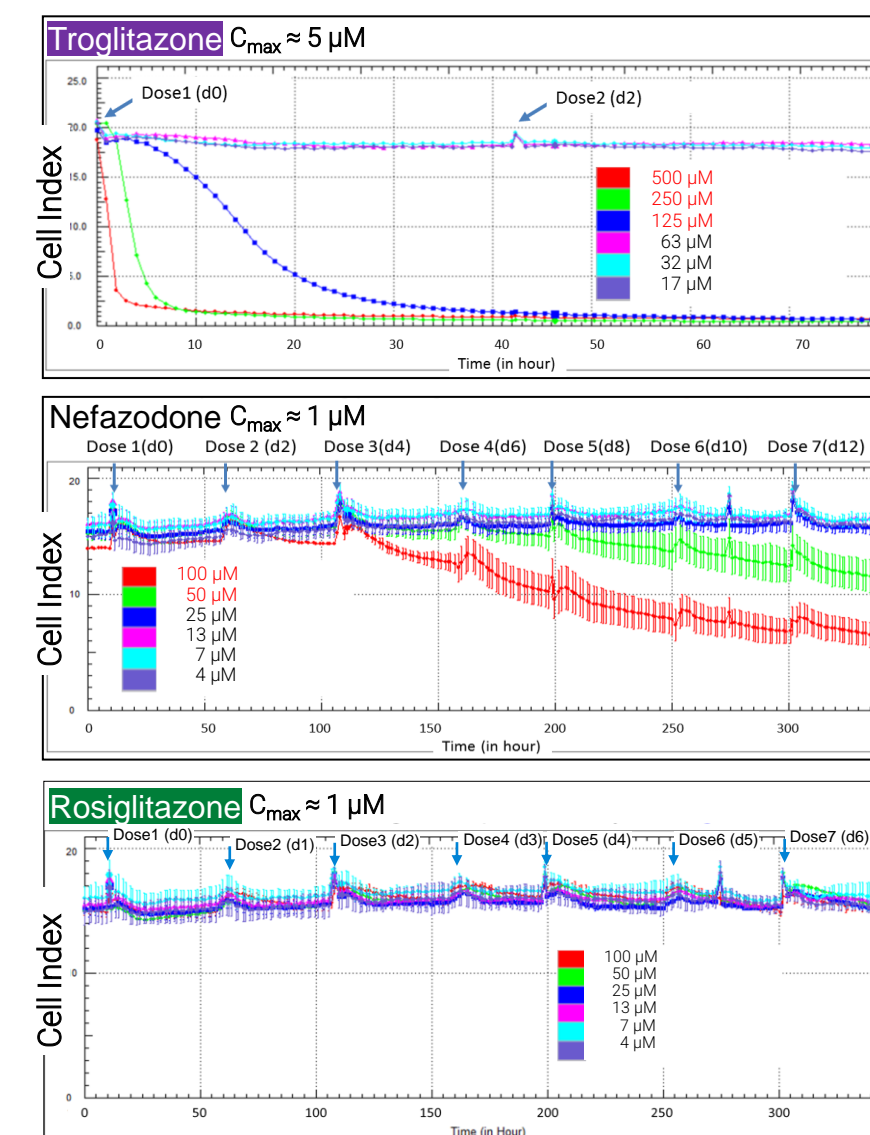 Troglitazone Cmax ≈ 5 µM
25.0
Dose1 (d0)
Dose2 (d2)
20.0
15.0
10.0
5.0
0.0
Cell Index
500 µM
250 µM
125 µM
63 µM
32 µM
17 µM
0 10 20 30 40 50 60 70
Time (in hour)
Nefazodone Cmax ≈ 1 µM
Dose 1(d0) Dose 2 (d2) Dose 3(d4) Dose 4(d6) Dose 5(d8) Dose 6(d10) Dose 7(d12)
20
10
0
Cell Index
100 µM
50 µM
25 µM
13 µM
7 µM
4 µM
0 50 100 150 200 250 300
Time (in hour)
Rosiglitazone Cmax ≈ 1 µM
Dose1 (d0) Dose2 (d1) Dose3 (d2) Dose4 (d3) Dose5 (d4) Dose6 (d5) Dose7 (d6)
20
0
0
Cell Index
100 µM
50 µM
25 µM
13 µM
7 µM
4 µM
0 50 100 150 200 250 300
Time (in Hour)